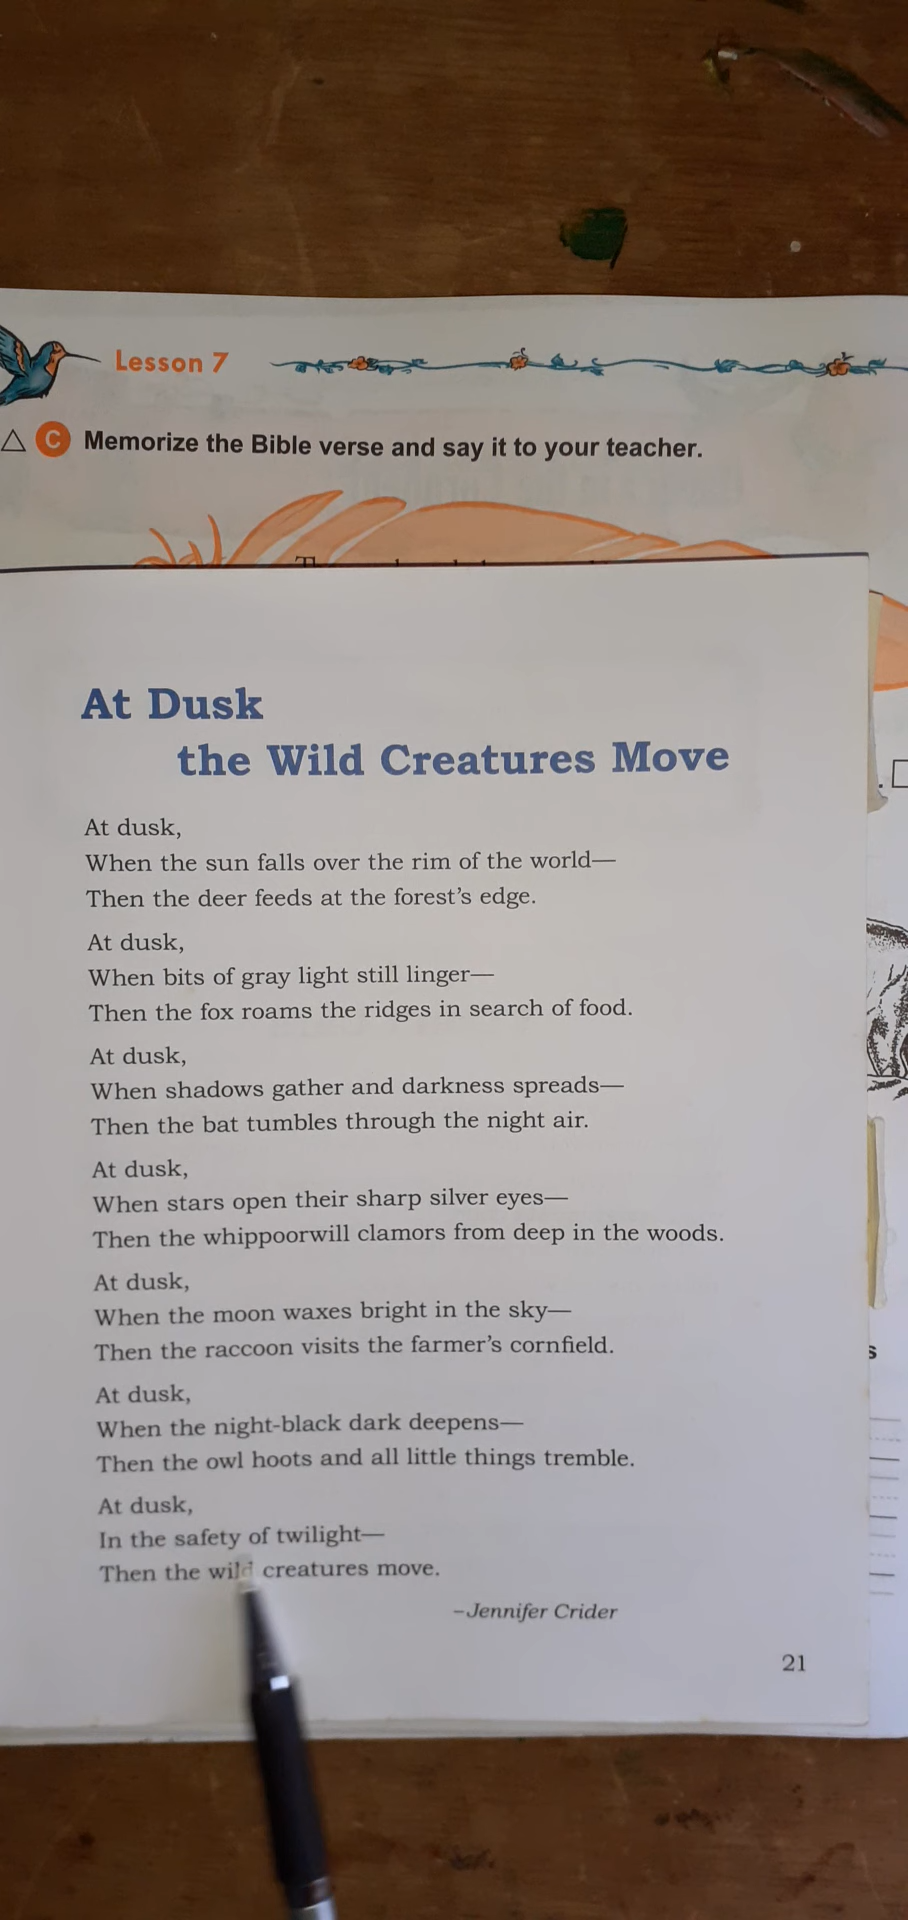 Lesson 7
C Memorize the Bible verse and say it to your teacher.
At Dusk
the Wild Creatures Move
At dusk,
When the sun falls over the rim of the world—
Then the deer feeds at the forest's edge.
At dusk,
When bits of gray light still linger—
Then the fox roams the ridges in search of food.
At dusk,
When shadows gather and darkness spreads—
Then the bat tumbles through the night air.
At dusk,
When stars open their sharp silver eyes—
Then the whippoorwill clamors from deep in the woods.
At dusk,
When the moon waxes bright in the sky—
Then the raccoon visits the farmer's cornfield.
At dusk,
When the night-black dark deepens—
Then the owl hoots and all little things tremble.
At dusk,
In the safety of twilight—
Then the wild creatures move.
–Jennifer Crider
21